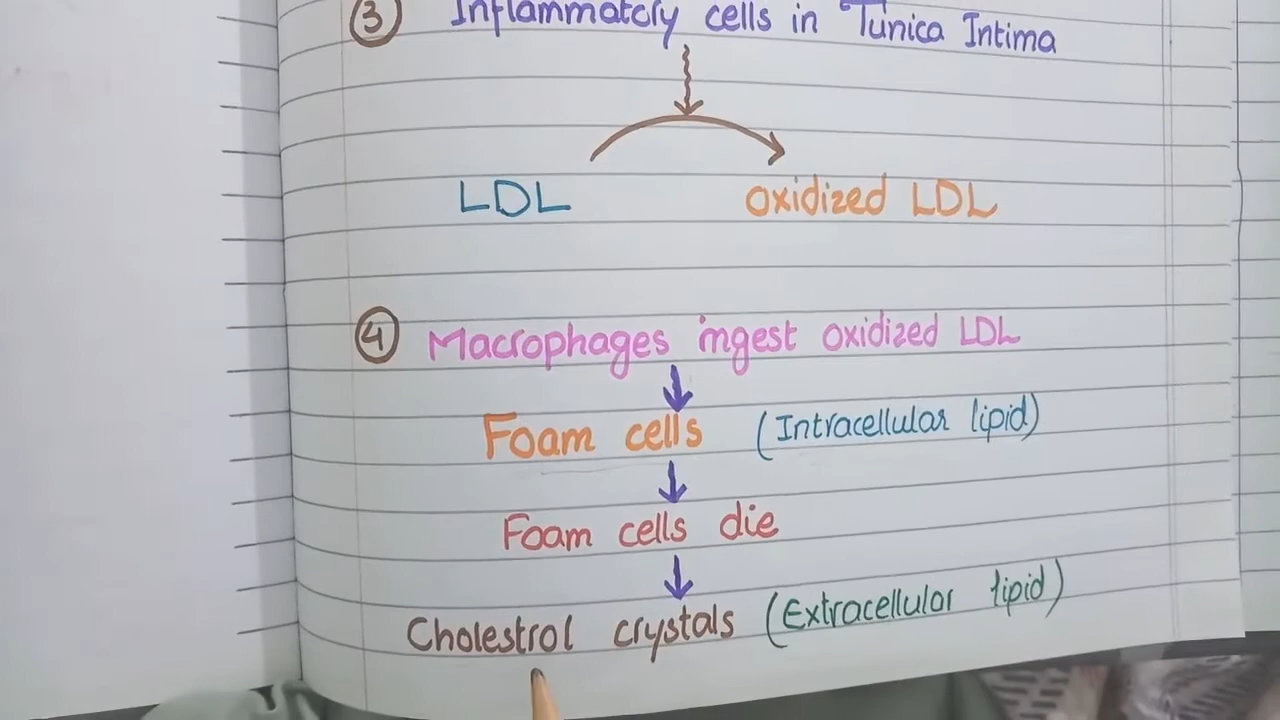 3 Inflammatory cells in Tunica Intima
LDL oxidized LDL
4 Macrophages ingest oxidized LDL
Foam cells (Intracellular lipid)
Foam cells die
Cholestrol crystals (Extracellular lipid)